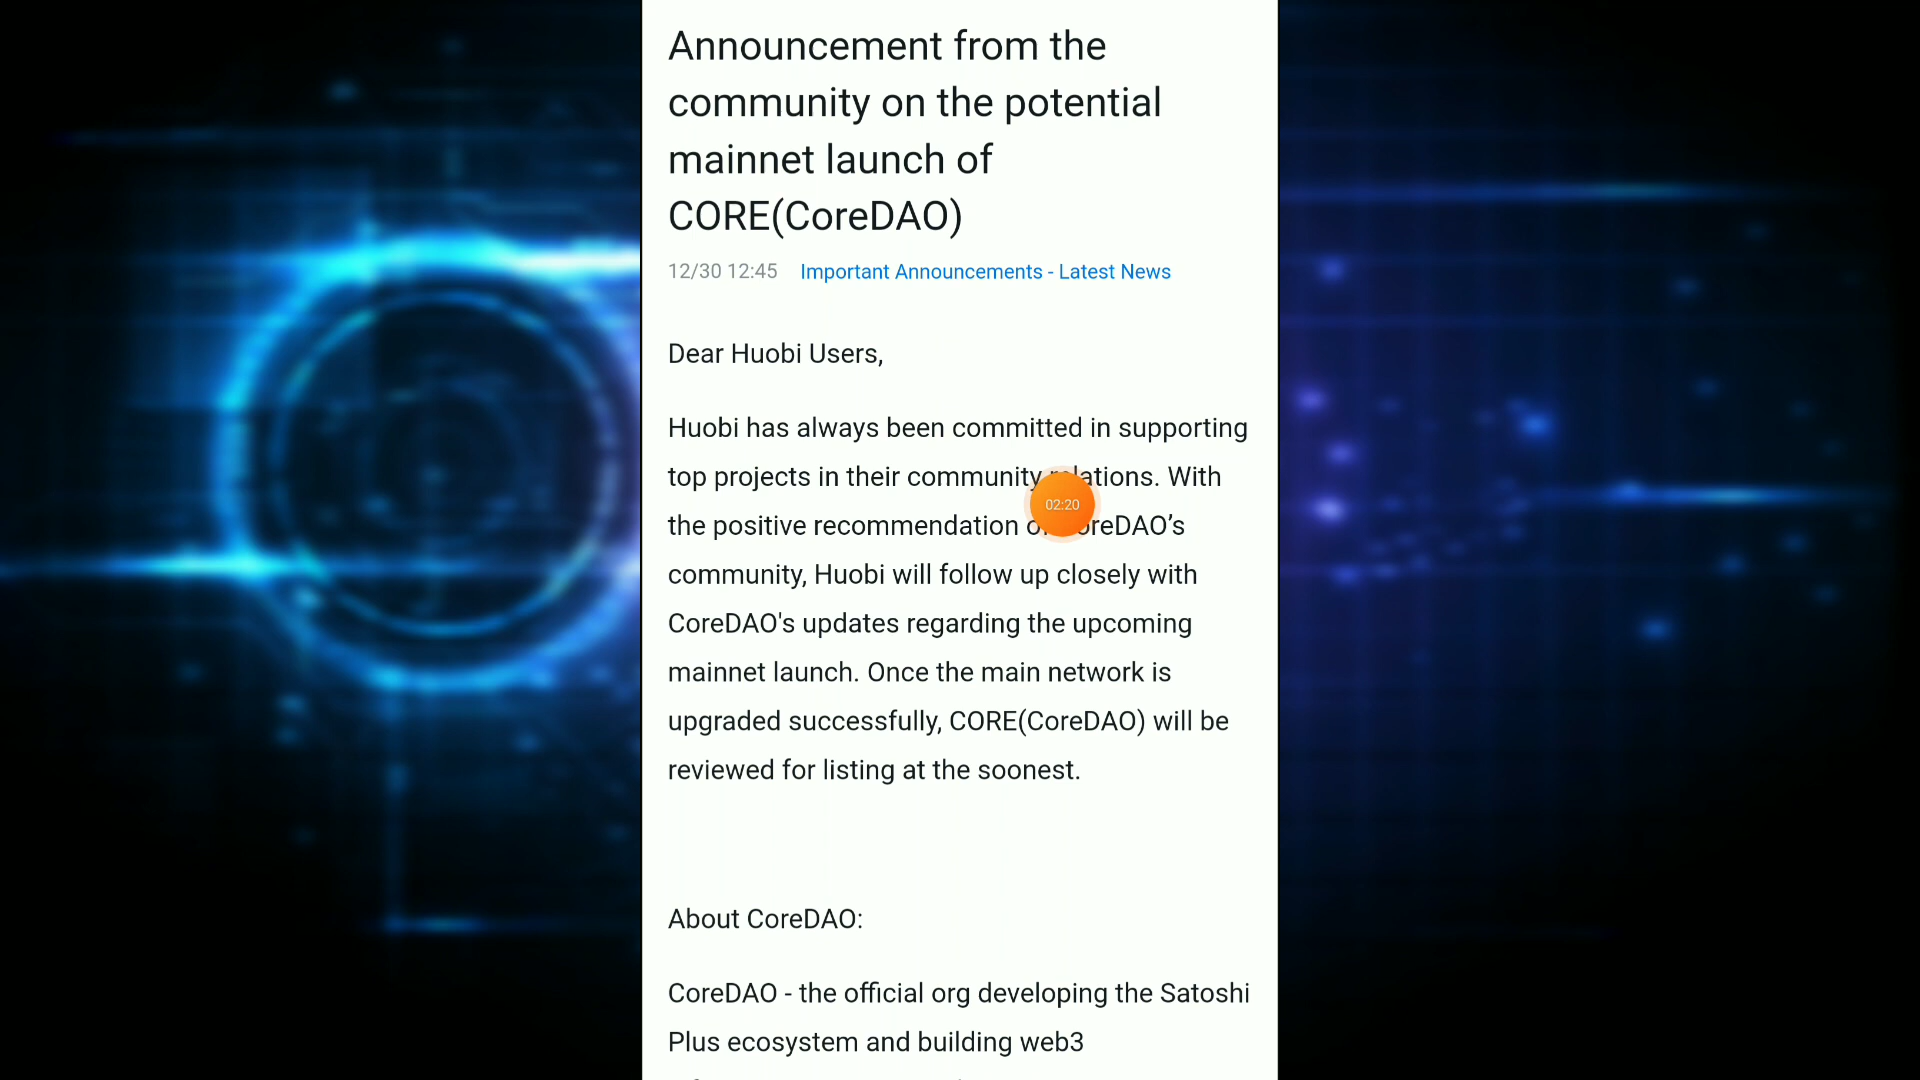 Announcement from the
community on the potential
mainnet launch of
CORE(CoreDAO)
12/30 12:45 Important Announcements - Latest News
Dear Huobi Users,
Huobi has always been committed in supporting
top projects in their community relations. With
the positive recommendation of CoreDAO’s
community, Huobi will follow up closely with
CoreDAO's updates regarding the upcoming
mainnet launch. Once the main network is
upgraded successfully, CORE(CoreDAO) will be
reviewed for listing at the soonest.
02:20
About CoreDAO:
CoreDAO - the official org developing the Satoshi
Plus ecosystem and building web3